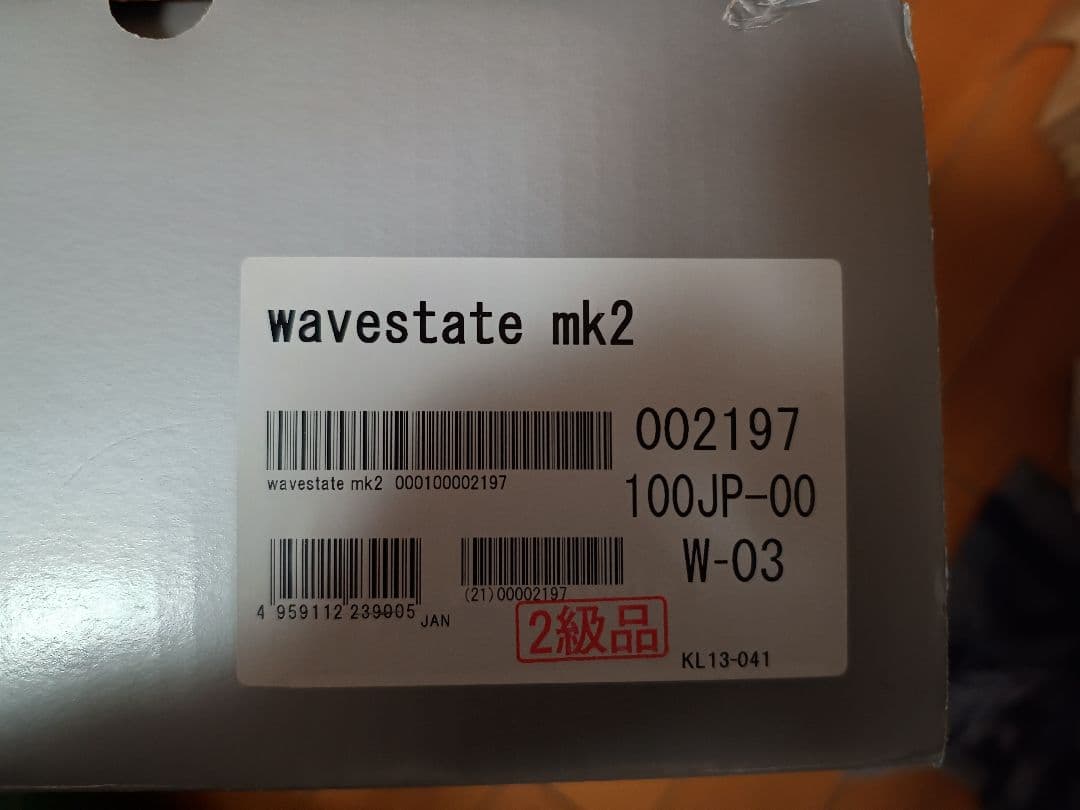 wavestate mk2
002197
wavestate mk2 000100002197
100JP-00
W-03
4 959112 239005 JAN
(21)00002197
2級品
KL13-041